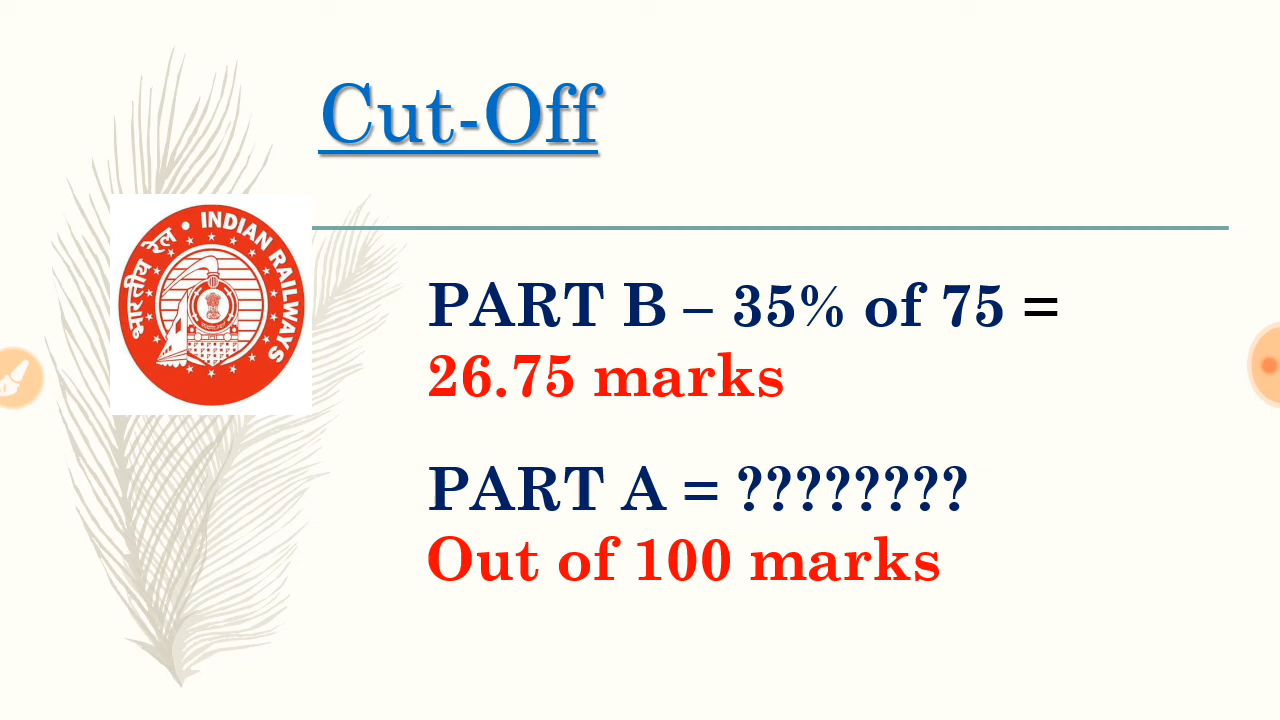 Cut-Off
भारतीय रेल • INDIAN RAILWAYS
PART B – 35% of 75 =
26.75 marks
PART A = ????????
Out of 100 marks